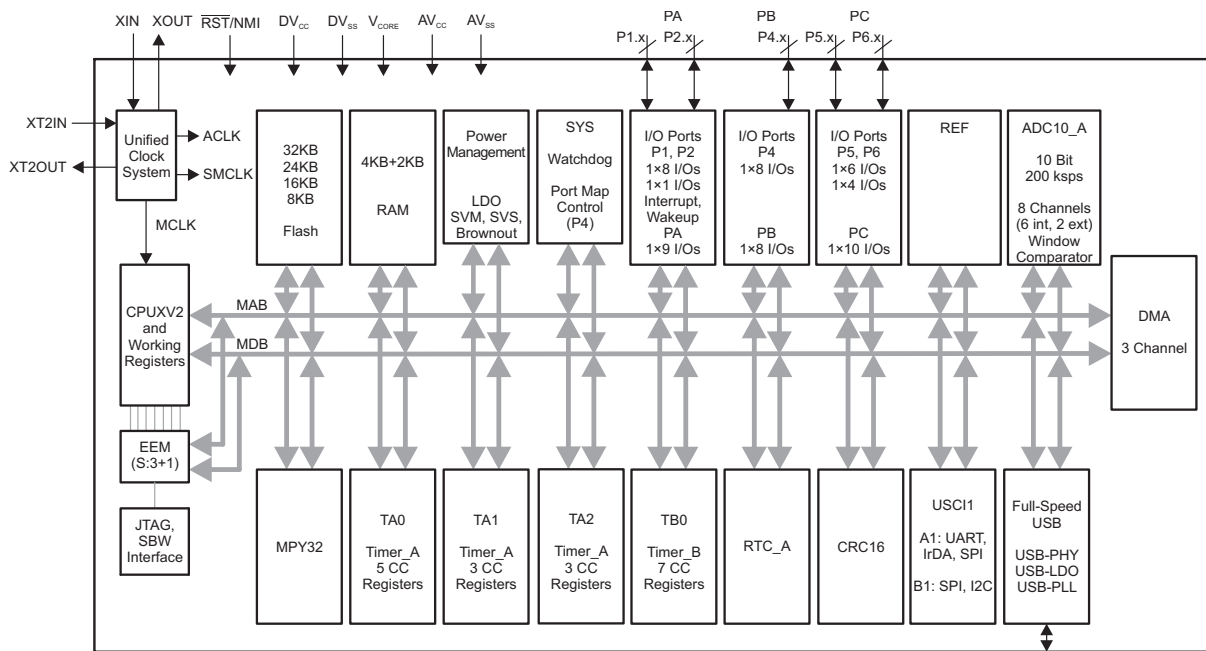 XIN
XOUT
RST/NMI
DVCC
DVSS
VCORE
AVCC
AVSS
PA
P1.x
P2.x
PB
P4.x
PC
P5.x
P6.x
XT2IN
XT2OUT
Unified
Clock
System
ACLK
SMCLK
MCLK
32KB
24KB
16KB
8KB
Flash
4KB+2KB
RAM
Power
Management
LDO
SVM, SVS,
Brownout
SYS
Watchdog
Port Map
Control
(P4)
I/O Ports
P1, P2
1×8 I/Os
1×1 I/Os
Interrupt,
Wakeup
PA
1×9 I/Os
I/O Ports
P4
1×8 I/Os
PB
1×8 I/Os
I/O Ports
P5, P6
1×6 I/Os
1×4 I/Os
PC
1×10 I/Os
REF
ADC10_A
10 Bit
200 ksps
8 Channels
(6 int, 2 ext)
Window
Comparator
CPUXV2
and
Working
Registers
MAB
MDB
DMA
3 Channel
EEM
(S:3+1)
JTAG,
SBW
Interface
MPY32
TA0
Timer_A
5 CC
Registers
TA1
Timer_A
3 CC
Registers
TA2
Timer_A
3 CC
Registers
TB0
Timer_B
7 CC
Registers
RTC_A
CRC16
USCI1
A1: UART,
IrDA, SPI
B1: SPI, I2C
Full-Speed
USB
USB-PHY
USB-LDO
USB-PLL